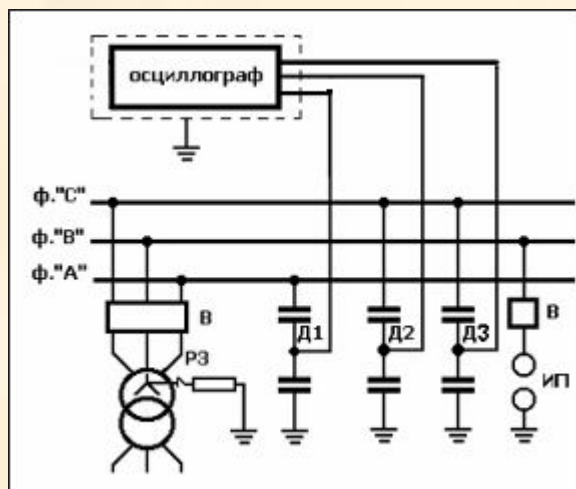 осциллограф
ф."С"
ф."В"
ф."А"
В
Д1
Д2
Д3
В
РЗ
ИП